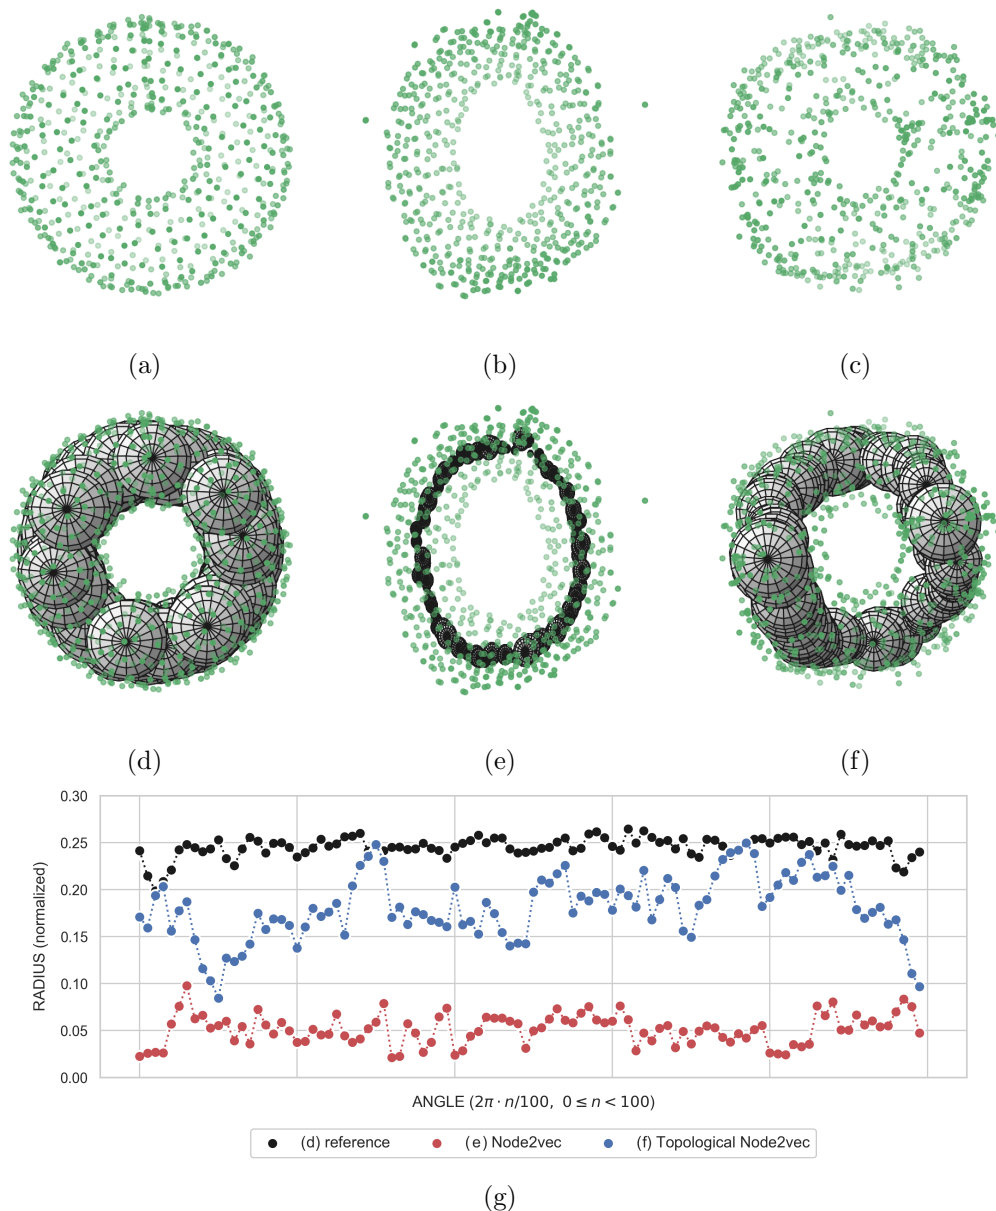 (a) (b) (c)
(d) (e) (f)
0.30
0.25
0.20
0.15
0.10
0.05
0.00
RADIUS (normalized)
ANGLE (2π · n/100, 0 ≤ n < 100)
(d) reference (e) Node2vec (f) Topological Node2vec
(g)